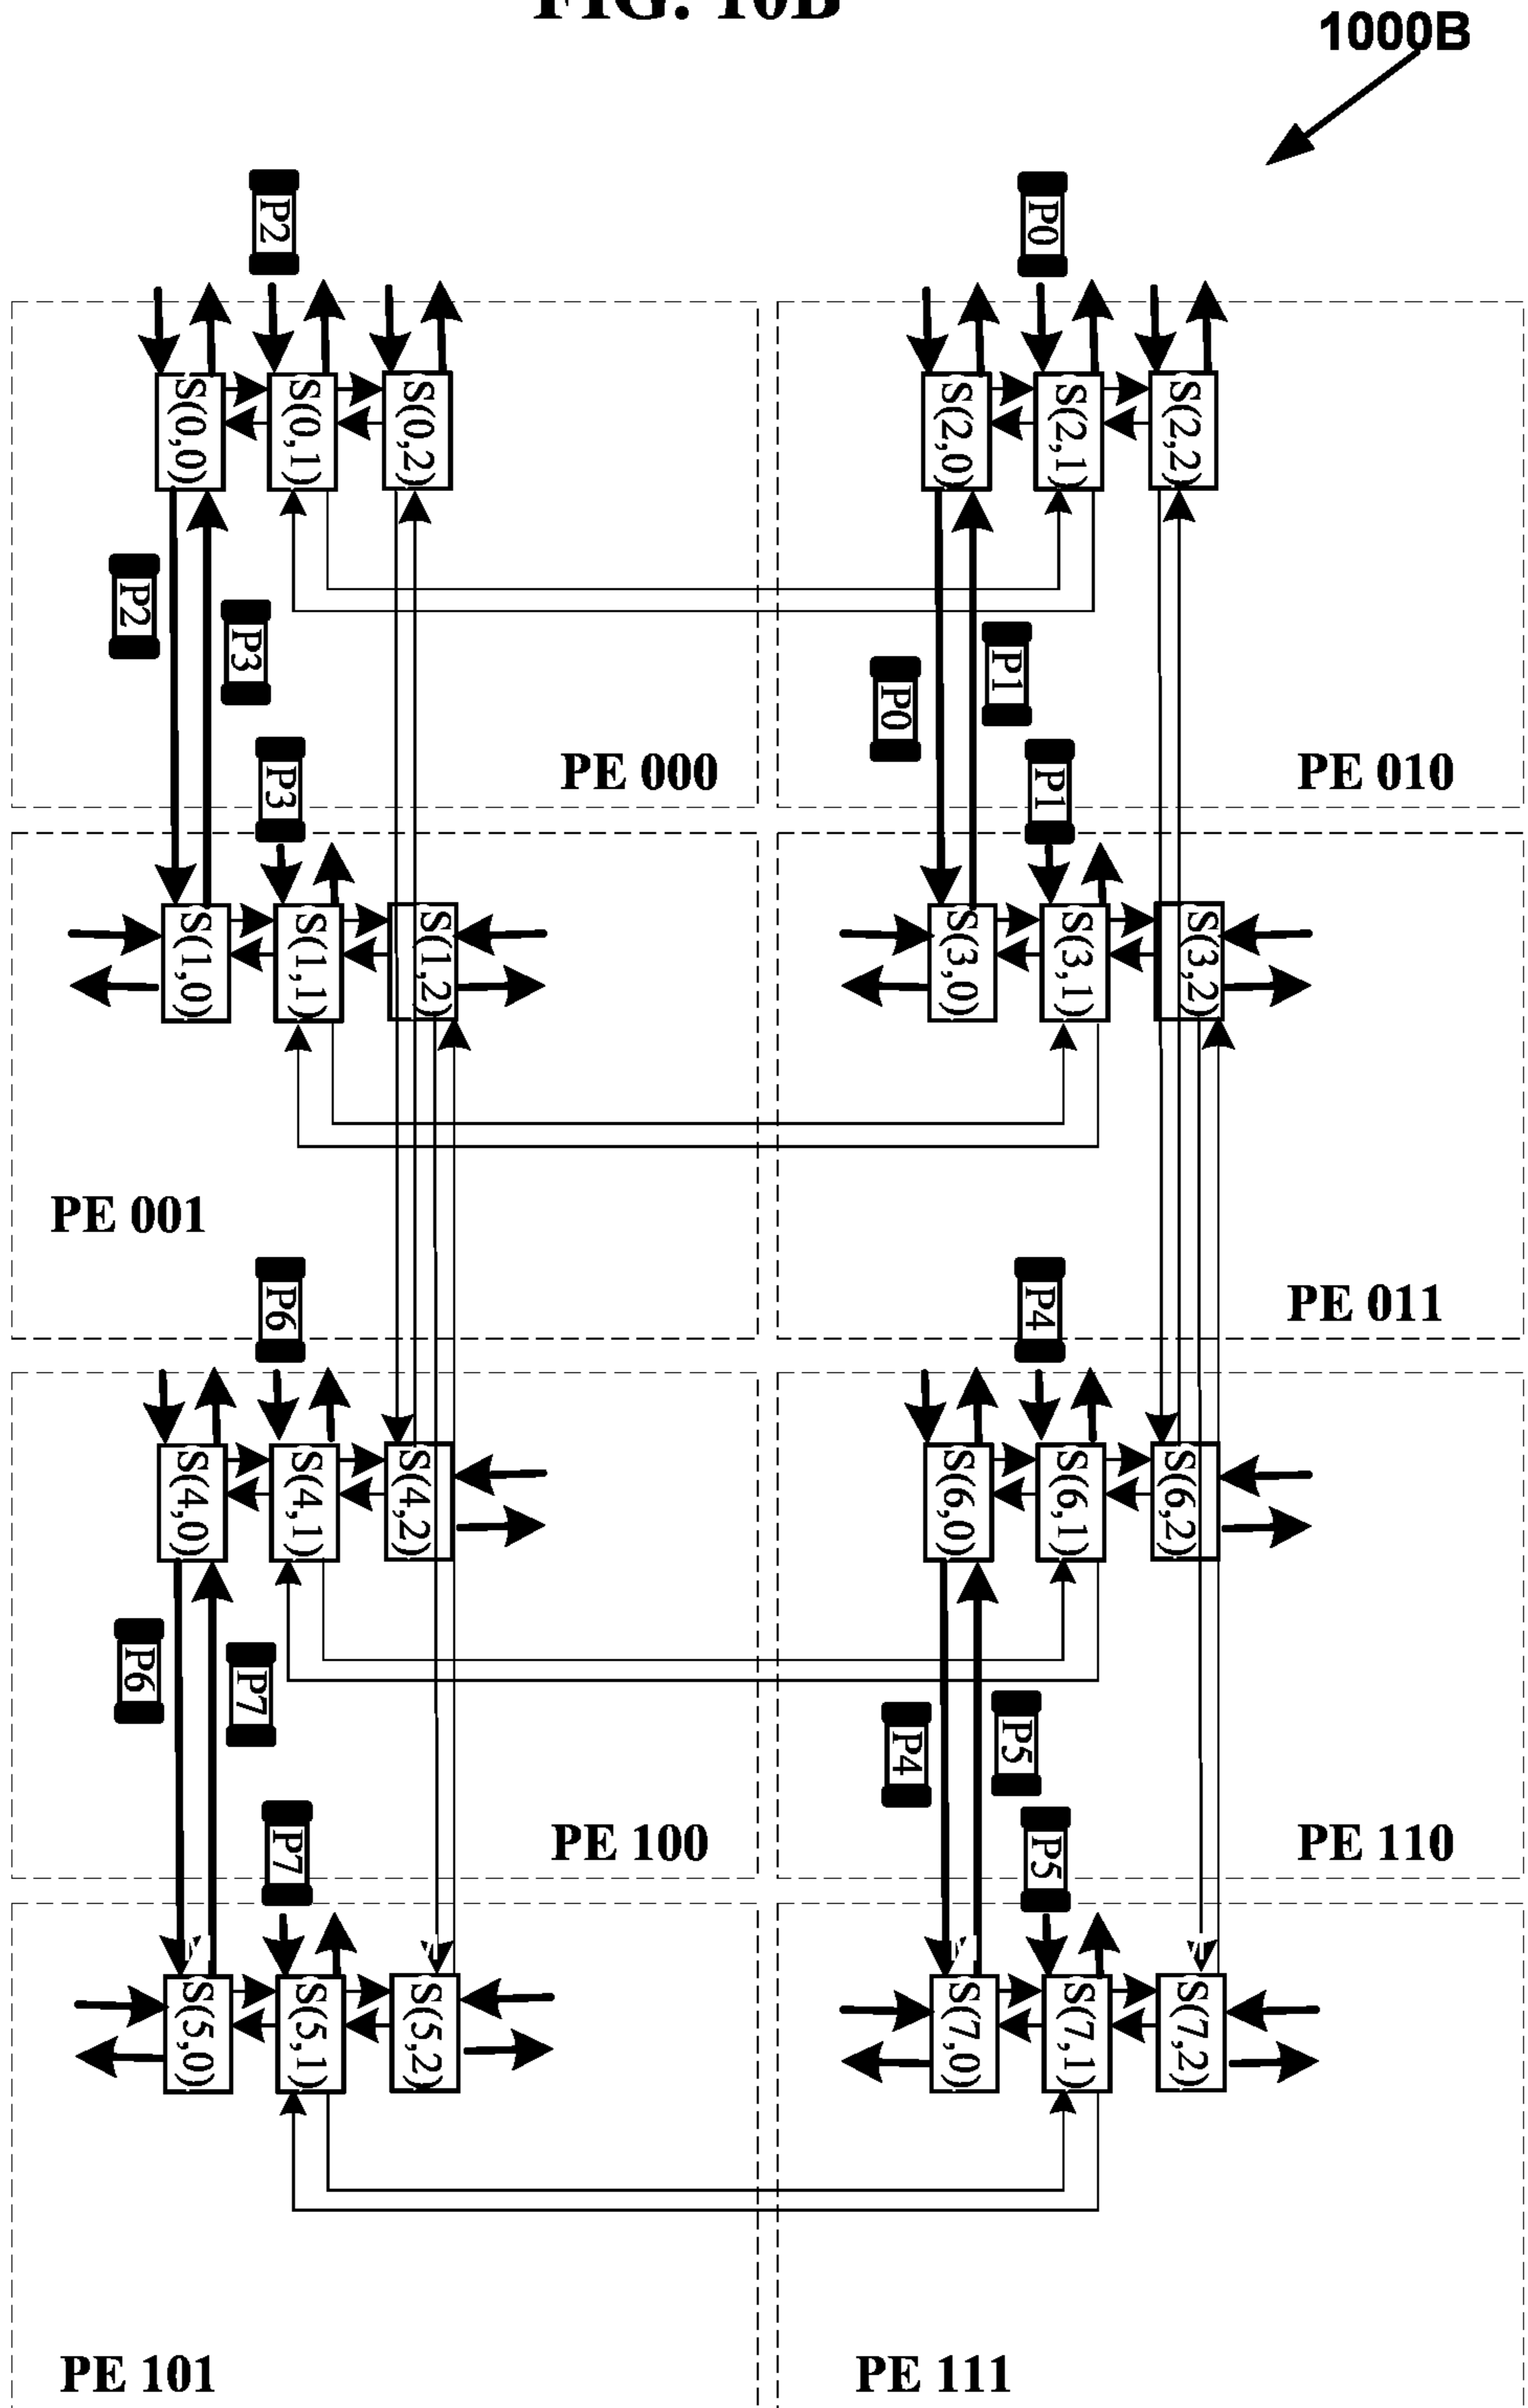 FIG. 10B
1000B
P2
P0
S(0,0)
S(0,1)
S(0,2)
S(2,0)
S(2,1)
S(2,2)
P2
P3
P0
P1
P3
PE 000
P1
PE 010
S(1,0)
S(1,1)
S(1,2)
S(3,0)
S(3,1)
S(3,2)
PE 001
P6
P4
PE 011
S(4,0)
S(4,1)
S(4,2)
S(6,0)
S(6,1)
S(6,2)
P6
P7
P4
P5
P7
PE 100
P5
PE 110
S(5,0)
S(5,1)
S(5,2)
S(7,0)
S(7,1)
S(7,2)
PE 101
PE 111